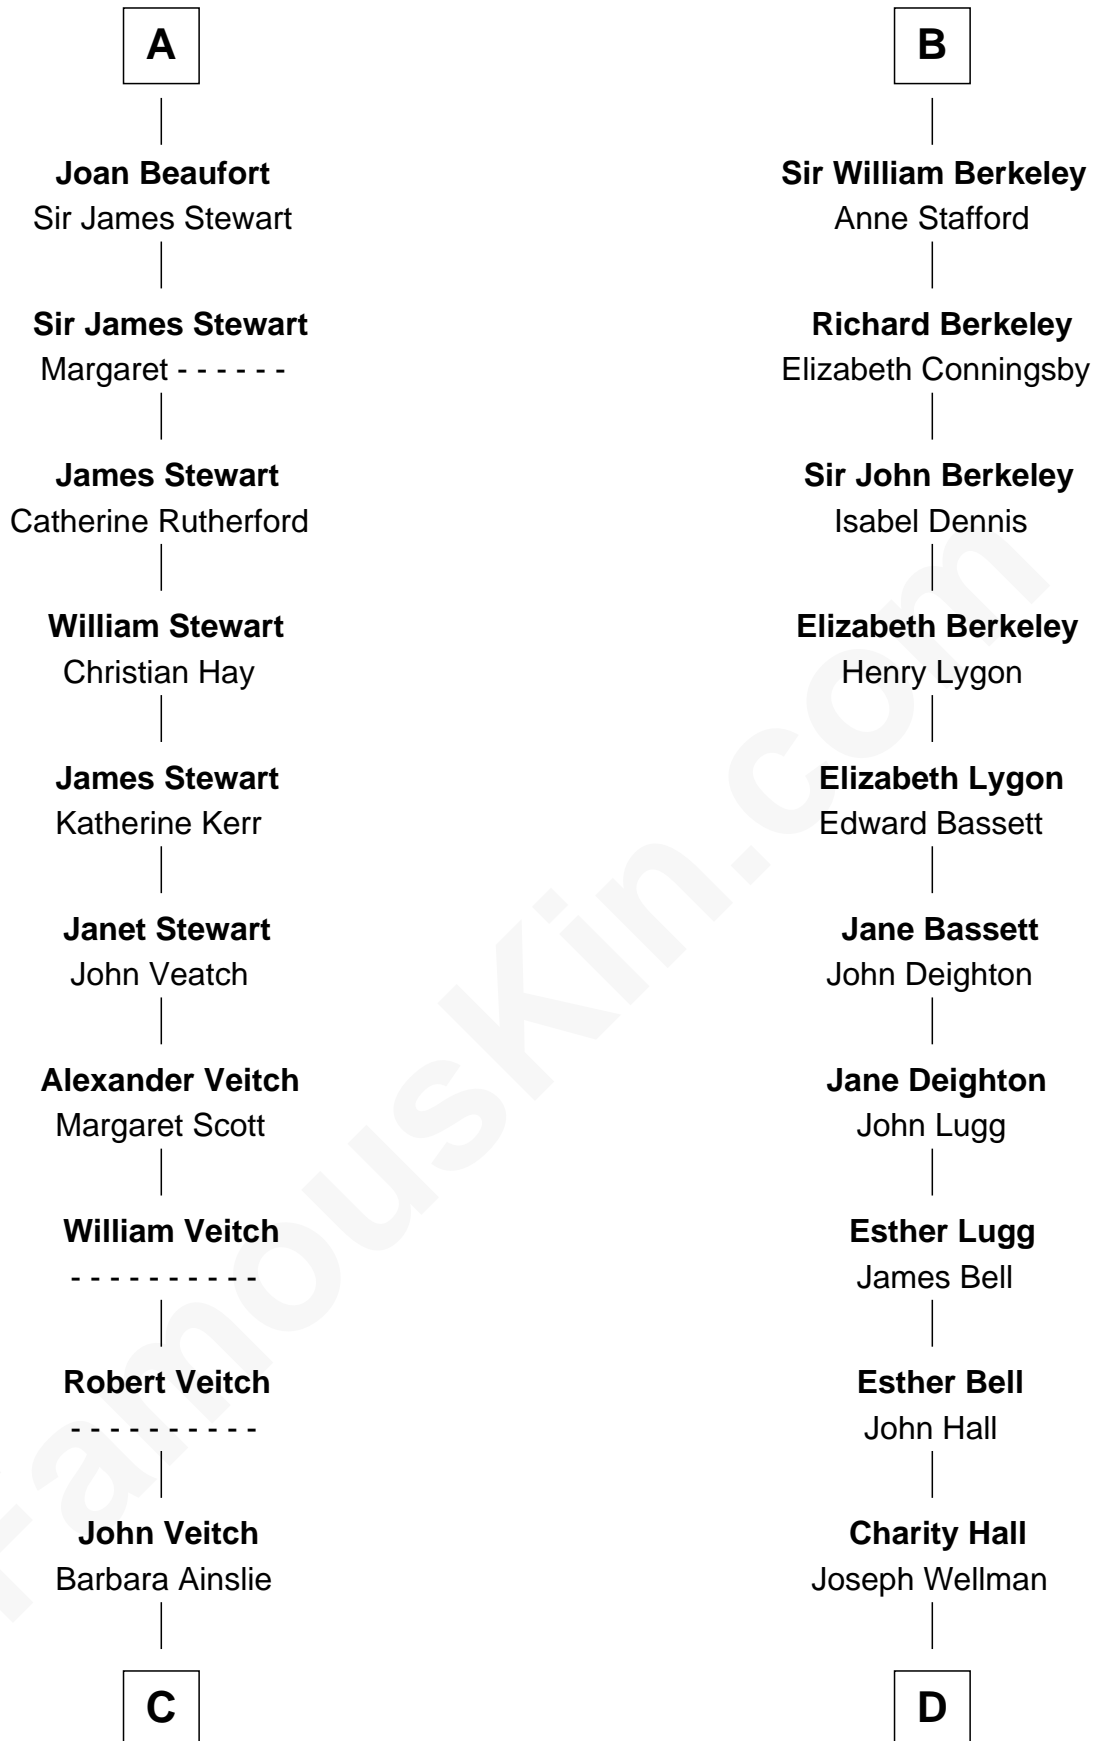 A
Joan Beaufort
Sir James Stewart
Sir James Stewart
Margaret - - - - - -
James Stewart
Catherine Rutherford
William Stewart
Christian Hay
James Stewart
Katherine Kerr
Janet Stewart
John Veatch
Alexander Veitch
Margaret Scott
William Veitch
- - - - - - - - - -
Robert Veitch
- - - - - - - - - -
John Veitch
Barbara Ainslie
C
B
Sir William Berkeley
Anne Stafford
Richard Berkeley
Elizabeth Conningsby
Sir John Berkeley
Isabel Dennis
Elizabeth Berkeley
Henry Lygon
Elizabeth Lygon
Edward Bassett
Jane Bassett
John Deighton
Jane Deighton
John Lugg
Esther Lugg
James Bell
Esther Bell
John Hall
Charity Hall
Joseph Wellman
D
FamousKin.com